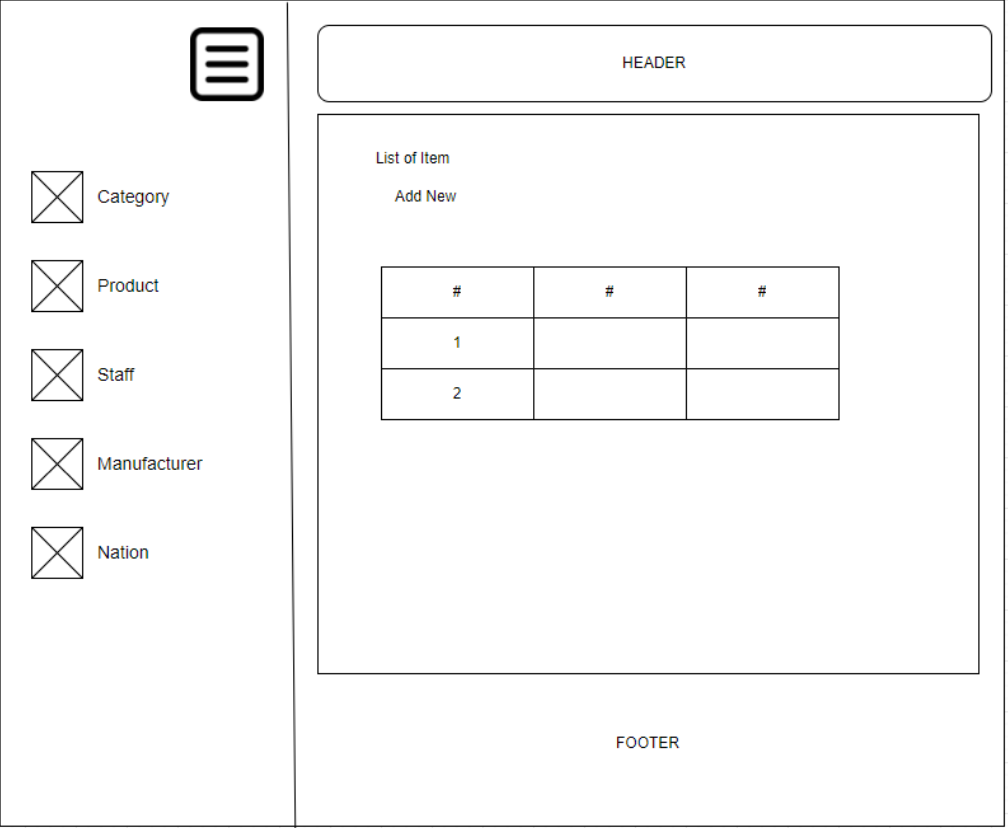 HEADER
List of Item
Add New
Category
Product
Staff
Manufacturer
Nation
# # #
1
2
FOOTER